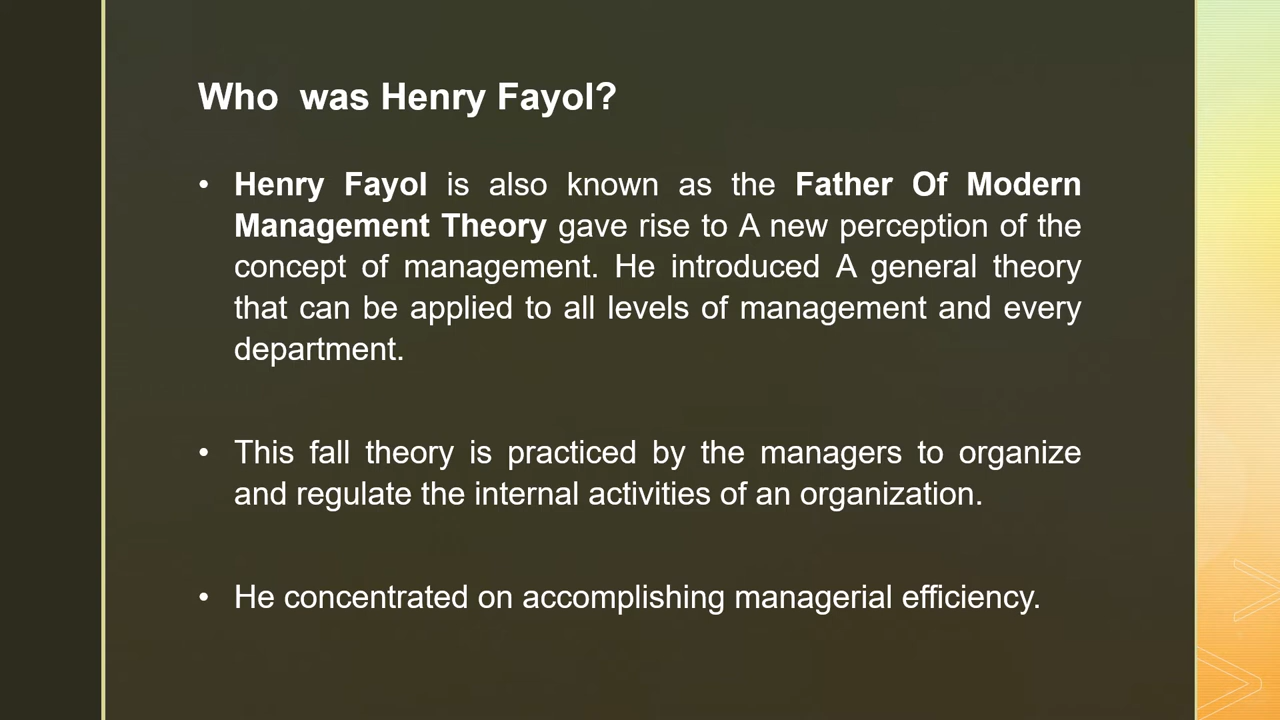 Who  was Henry Fayol?
• Henry Fayol is also known as the Father Of Modern
Management Theory gave rise to A new perception of the
concept of management. He introduced A general theory
that can be applied to all levels of management and every
department.
• This fall theory is practiced by the managers to organize
and regulate the internal activities of an organization.
• He concentrated on accomplishing managerial efficiency.